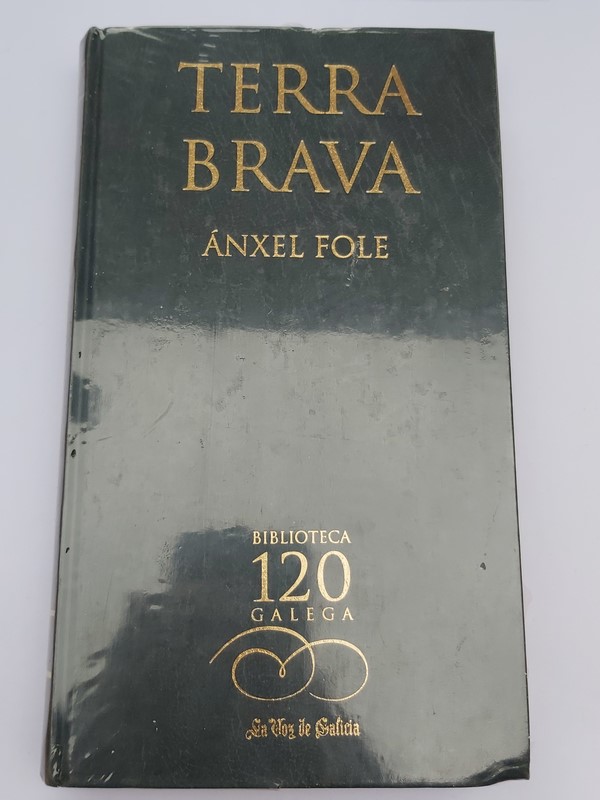 TERRA
BRAVA
ÁNXEL FOLE
BIBLIOTECA
120
GALEGA
La Voz de Galicia